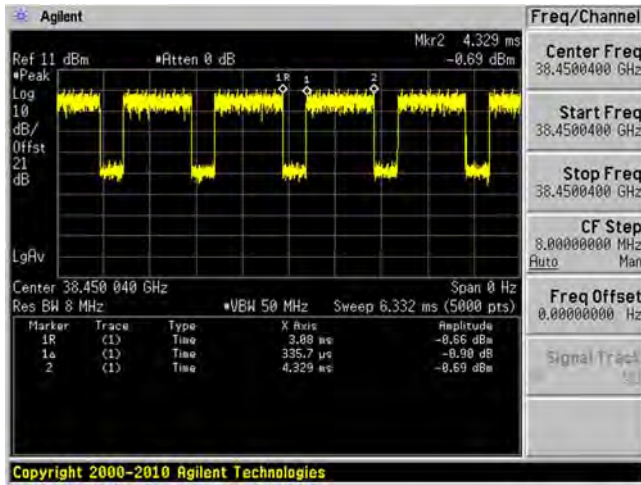 Agilent
Freq/Channel
Mkr2 4.329 ms
Ref 11 dBm #Atten 0 dB -0.69 dBm
#Peak
Log
10
dB/
Offst
21
dB
LgAv
1R 1 2
Center 38.450 040 GHz Span 0 Hz
Res BW 8 MHz #VBW 50 MHz Sweep 6.332 ms (5000 pts)
Marker Trace Type X Axis Amplitude
1R (1) Time 3.08 ms -0.66 dBm
1Δ (1) Time 335.7 µs -0.90 dB
2 (1) Time 4.329 ms -0.69 dBm
Center Freq
38.4500400 GHz
Start Freq
38.4500400 GHz
Stop Freq
38.4500400 GHz
CF Step
8.00000000 MHz
Auto Man
Freq Offset
0.00000000 Hz
Signal Track
Copyright 2000-2010 Agilent Technologies